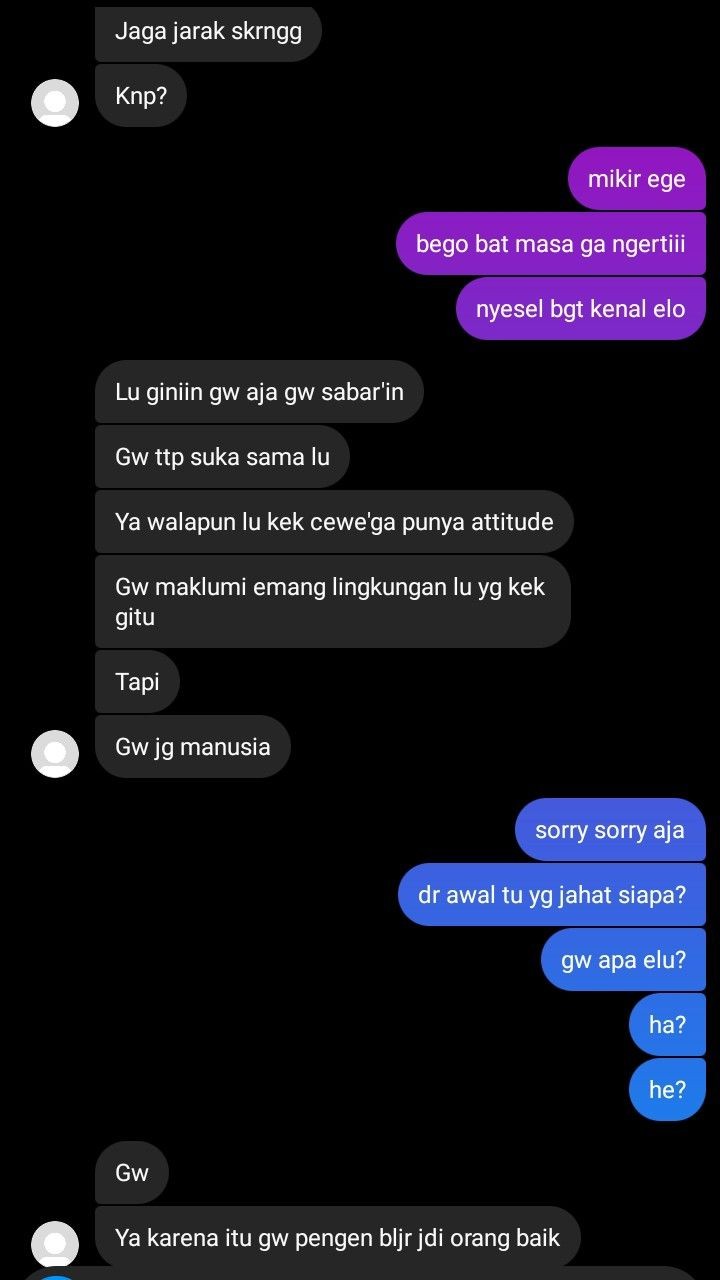 Jaga jarak skrngg
Knp?
mikir ege
bego bat masa ga ngertiii
nyesel bgt kenal elo
Lu giniin gw aja gw sabar'in
Gw ttp suka sama lu
Ya walapun lu kek cewe'ga punya attitude
Gw maklumi emang lingkungan lu yg kek
gitu
Tapi
Gw jg manusia
sorry sorry aja
dr awal tu yg jahat siapa?
gw apa elu?
ha?
he?
Gw
Ya karena itu gw pengen bljr jdi orang baik